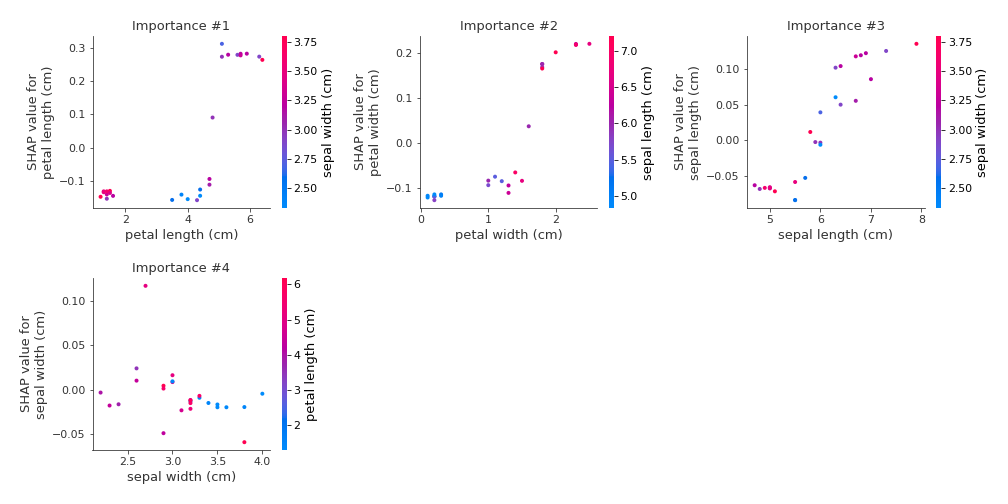 Importance #1
SHAP value for
petal length (cm)
0.3
0.2
0.1
0.0
−0.1
2
4
6
petal length (cm)
3.75
3.50
3.25
3.00
2.75
2.50
sepal width (cm)
Importance #2
SHAP value for
petal width (cm)
0.2
0.1
0.0
−0.1
0
1
2
petal width (cm)
7.0
6.5
6.0
5.5
5.0
sepal length (cm)
Importance #3
SHAP value for
sepal length (cm)
0.10
0.05
0.00
−0.05
5
6
7
8
sepal length (cm)
3.75
3.50
3.25
3.00
2.75
2.50
sepal width (cm)
Importance #4
SHAP value for
sepal width (cm)
0.10
0.05
0.00
−0.05
2.5
3.0
3.5
4.0
sepal width (cm)
6
5
4
3
2
petal length (cm)